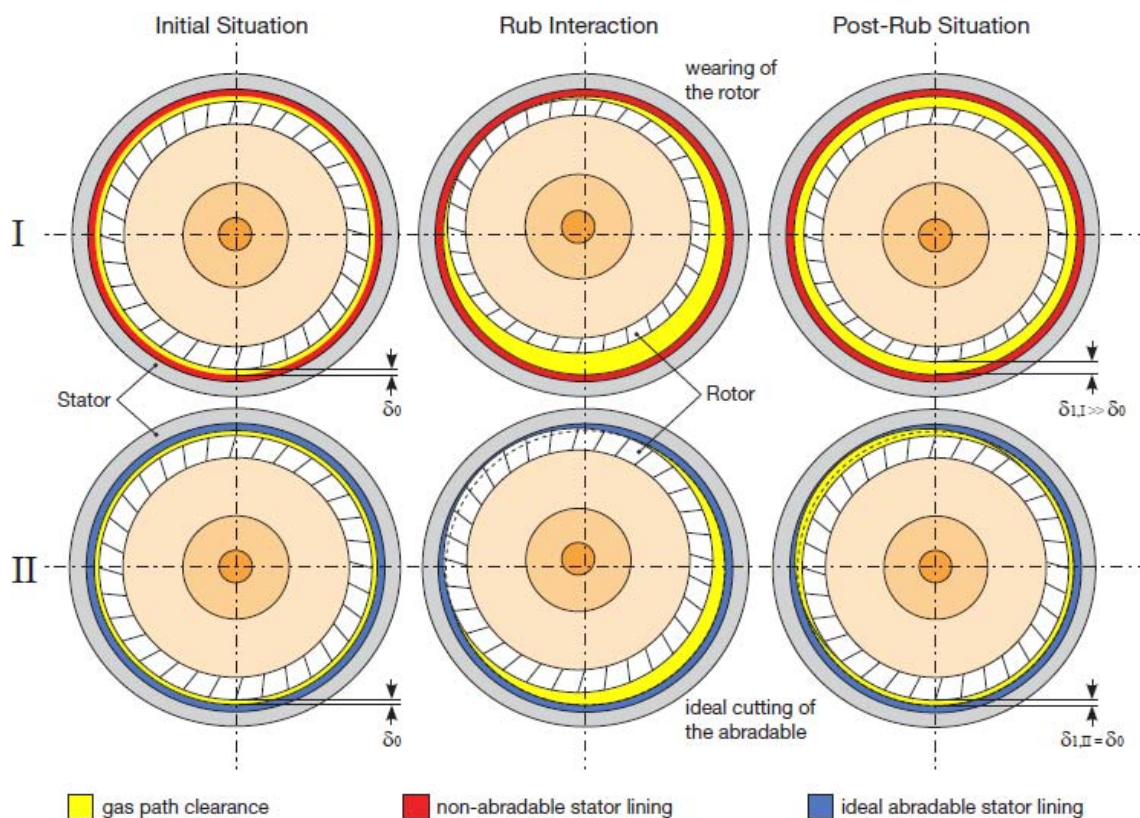 Initial Situation
Rub Interaction
Post-Rub Situation
wearing of
the rotor
I
Stator
δ0
Rotor
δ1,I >> δ0
II
ideal cutting of
the abradable
δ0
δ1,II = δ0
gas path clearance
non-abradable stator lining
ideal abradable stator lining